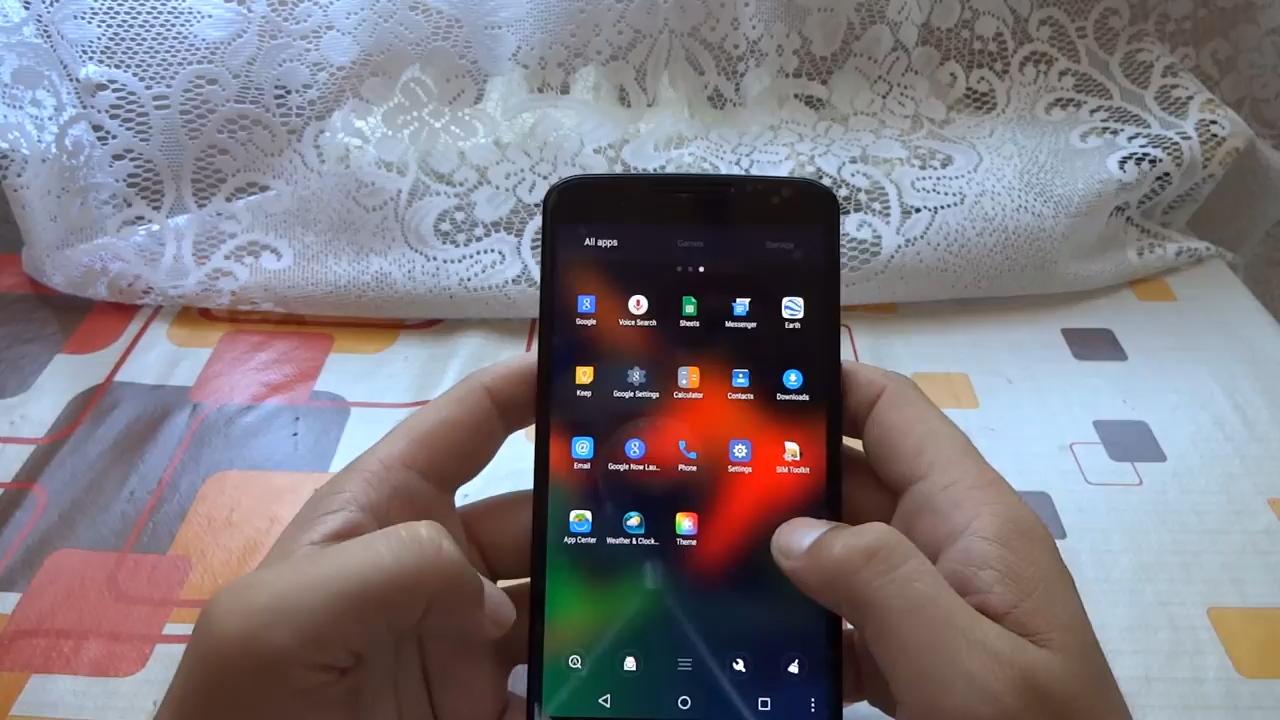 All apps Games Service
Google Voice Search Sheets Messenger Earth
Keep Google Settings Calculator Contacts Downloads
Email Google Now Lau... Phone Settings SIM Toolkit
App Center Weather & Clock... Theme